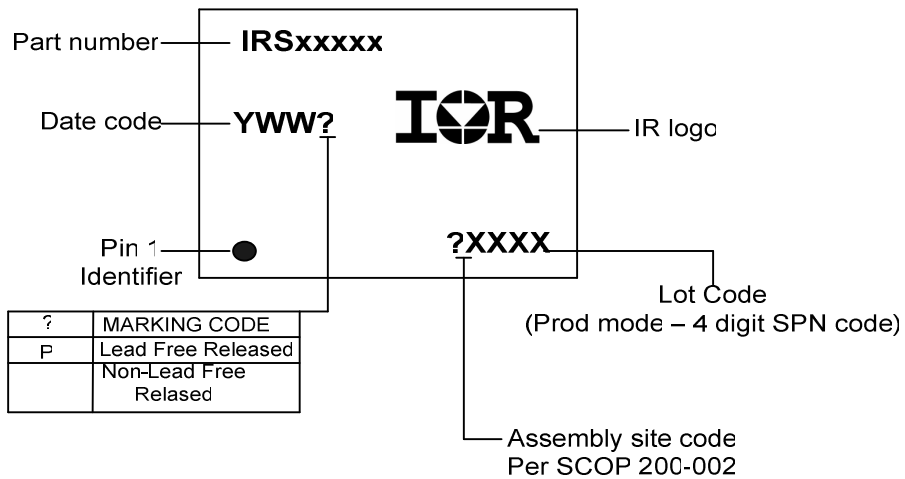 Part number
IRSxxxxx
Date code
YWW?
IOR
IR logo
Pin 1
Identifier
?XXXX
Lot Code
(Prod mode – 4 digit SPN code)
? MARKING CODE
P Lead Free Released
Non-Lead Free
Relased
Assembly site code
Per SCOP 200-002